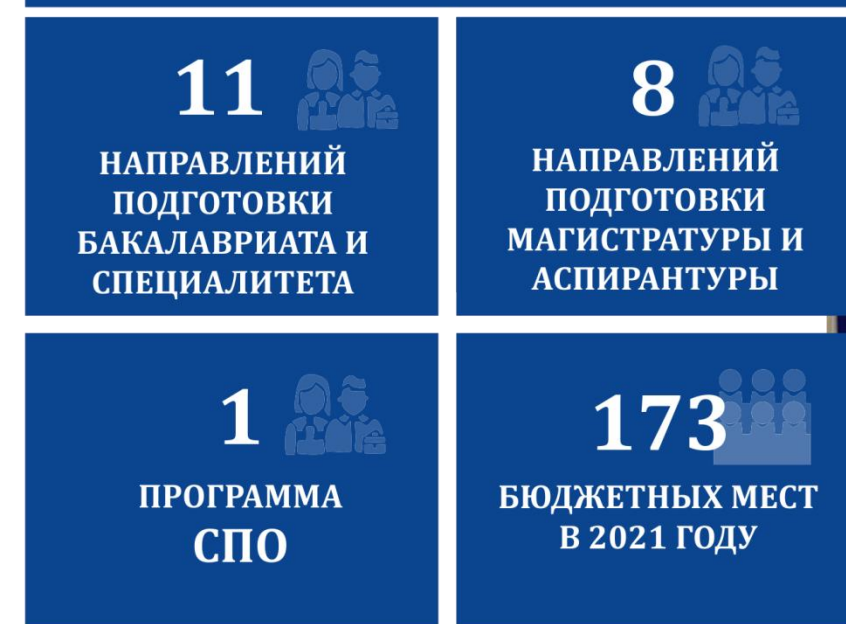 11
НАПРАВЛЕНИЙ
ПОДГОТОВКИ
БАКАЛАВРИАТА И
СПЕЦИАЛИТЕТА
8
НАПРАВЛЕНИЙ
ПОДГОТОВКИ
МАГИСТРАТУРЫ И
АСПИРАНТУРЫ
1
ПРОГРАММА
СПО
173
БЮДЖЕТНЫХ МЕСТ
В 2021 ГОДУ